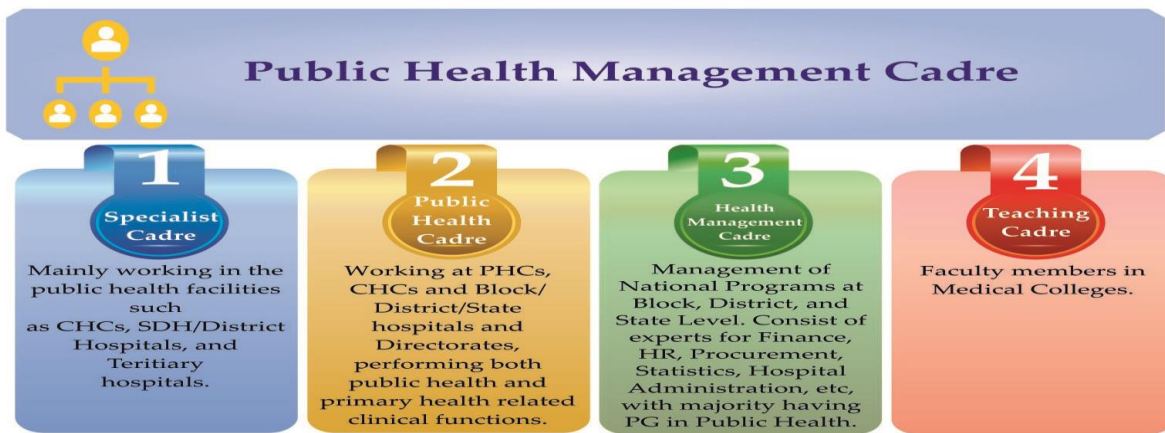 Public Health Management Cadre
1
Specialist
Cadre
Mainly working in the
public health facilities
such
as CHCs, SDH/District
Hospitals, and
Teritiary
hospitals.
2
Public
Health
Cadre
Working at PHCs,
CHCs and Block/
District/State
hospitals and
Directorates,
performing both
public health and
primary health related
clinical functions.
3
Health
Management
Cadre
Management of
National Programs at
Block, District, and
State Level. Consist of
experts for Finance,
HR, Procurement,
Statistics, Hospital
Administration, etc,
with majority having
PG in Public Health.
4
Teaching
Cadre
Faculty members in
Medical Colleges.